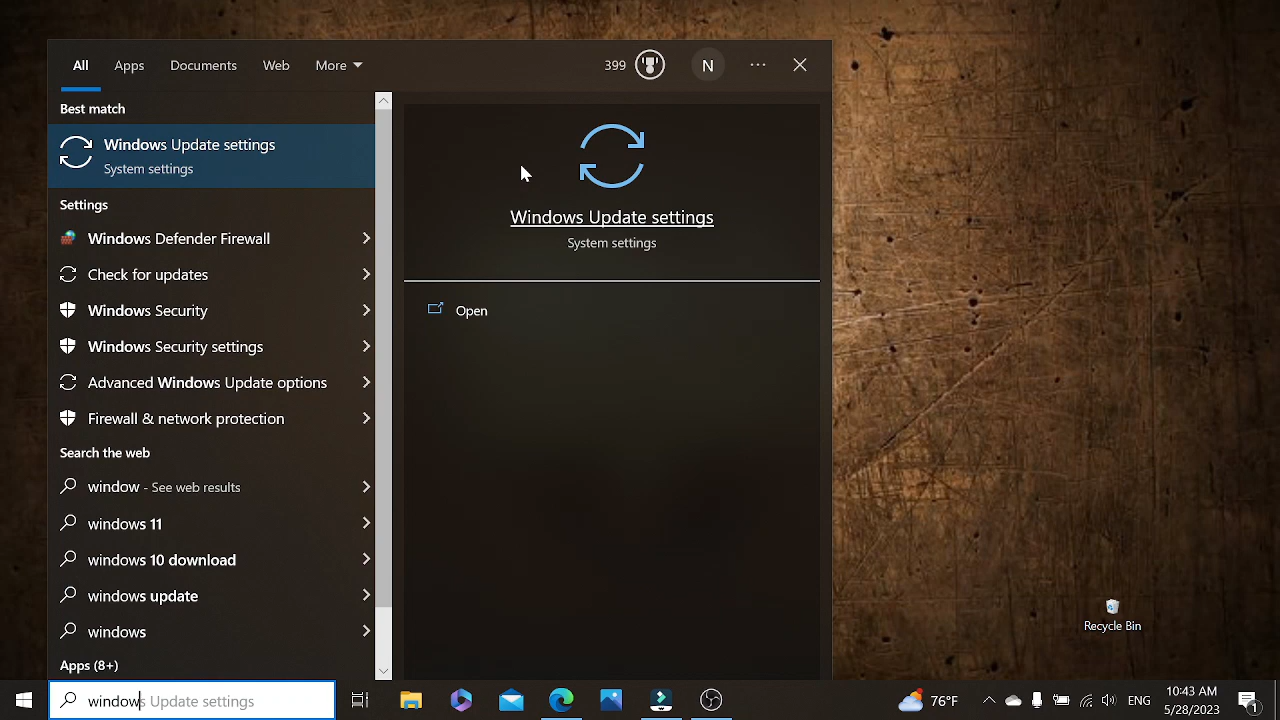 All Apps Documents Web More 399 N ...
Best match
Windows Update settings
System settings
Settings
Windows Defender Firewall
Check for updates
Windows Security
Windows Security settings
Advanced Windows Update options
Firewall & network protection
Search the web
window - See web results
windows 11
windows 10 download
windows update
windows
Apps (8+)
Windows Update settings
System settings
Open
Recycle Bin
windows Update settings
76°F
ENG
10:43 AM
5/28/2023
1